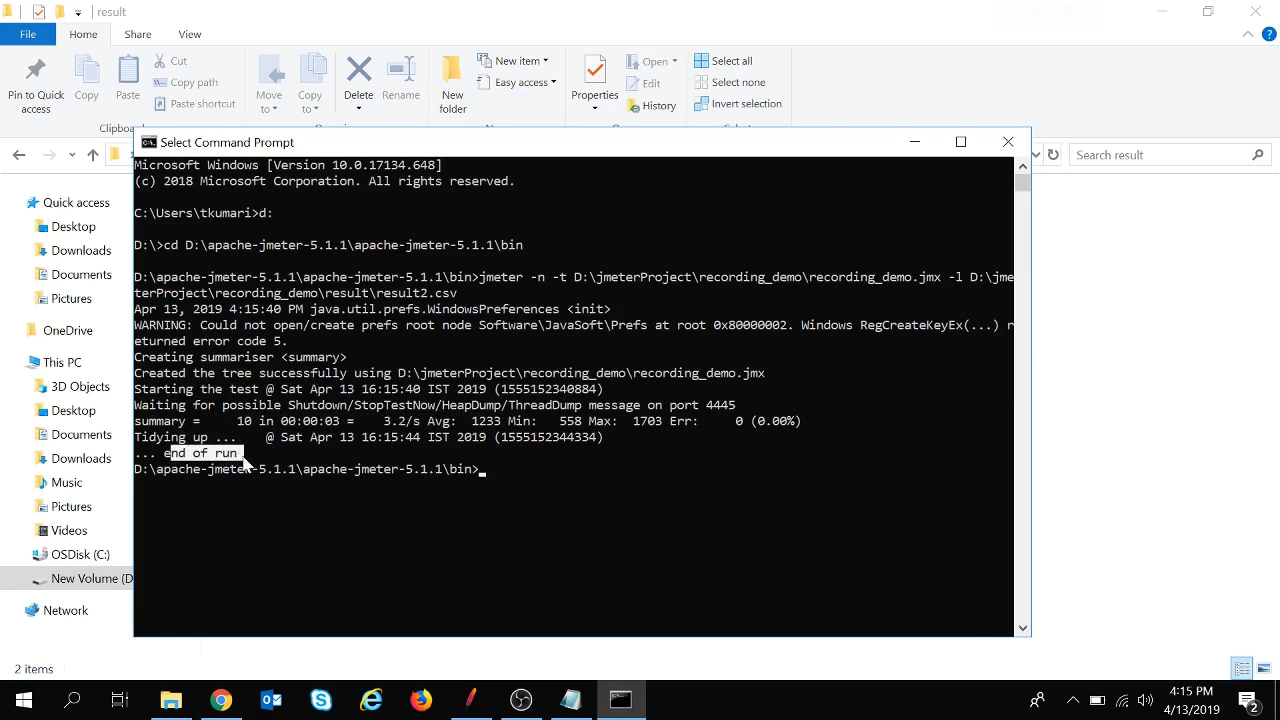 result
File
Home
Share
View
Pin to Quick access
Copy
Paste
Cut
Copy path
Paste shortcut
Move to
Copy to
Delete
Rename
New folder
New item
Easy access
Properties
Open
Edit
History
Select all
Select none
Invert selection
Clipboa
Search result
Select Command Prompt
Microsoft Windows [Version 10.0.17134.648]
(c) 2018 Microsoft Corporation. All rights reserved.
C:\Users\tkumari>d:
D:\>cd D:\apache-jmeter-5.1.1\apache-jmeter-5.1.1\bin
D:\apache-jmeter-5.1.1\apache-jmeter-5.1.1\bin>jmeter -n -t D:\jmeterProject\recording_demo\recording_demo.jmx -l D:\jme
terProject\recording_demo\result\result2.csv
Apr 13, 2019 4:15:40 PM java.util.prefs.WindowsPreferences <init>
WARNING: Could not open/create prefs root node Software\JavaSoft\Prefs at root 0x80000002. Windows RegCreateKeyEx(...) r
eturned error code 5.
Creating summariser <summary>
Created the tree successfully using D:\jmeterProject\recording_demo\recording_demo.jmx
Starting the test @ Sat Apr 13 16:15:40 IST 2019 (1555152340884)
Waiting for possible Shutdown/StopTestNow/HeapDump/ThreadDump message on port 4445
summary =     10 in 00:00:03 =    3.2/s Avg:  1233 Min:   558 Max:  1703 Err:     0 (0.00%)
Tidying up ...    @ Sat Apr 13 16:15:44 IST 2019 (1555152344334)
... end of run
D:\apache-jmeter-5.1.1\apache-jmeter-5.1.1\bin>
Quick access
Desktop
Downloads
Documents
Pictures
OneDrive
This PC
3D Objects
Desktop
Documents
Downloads
Music
Pictures
Videos
OSDisk (C:)
New Volume (D
Network
2 items
4:15 PM
4/13/2019
2